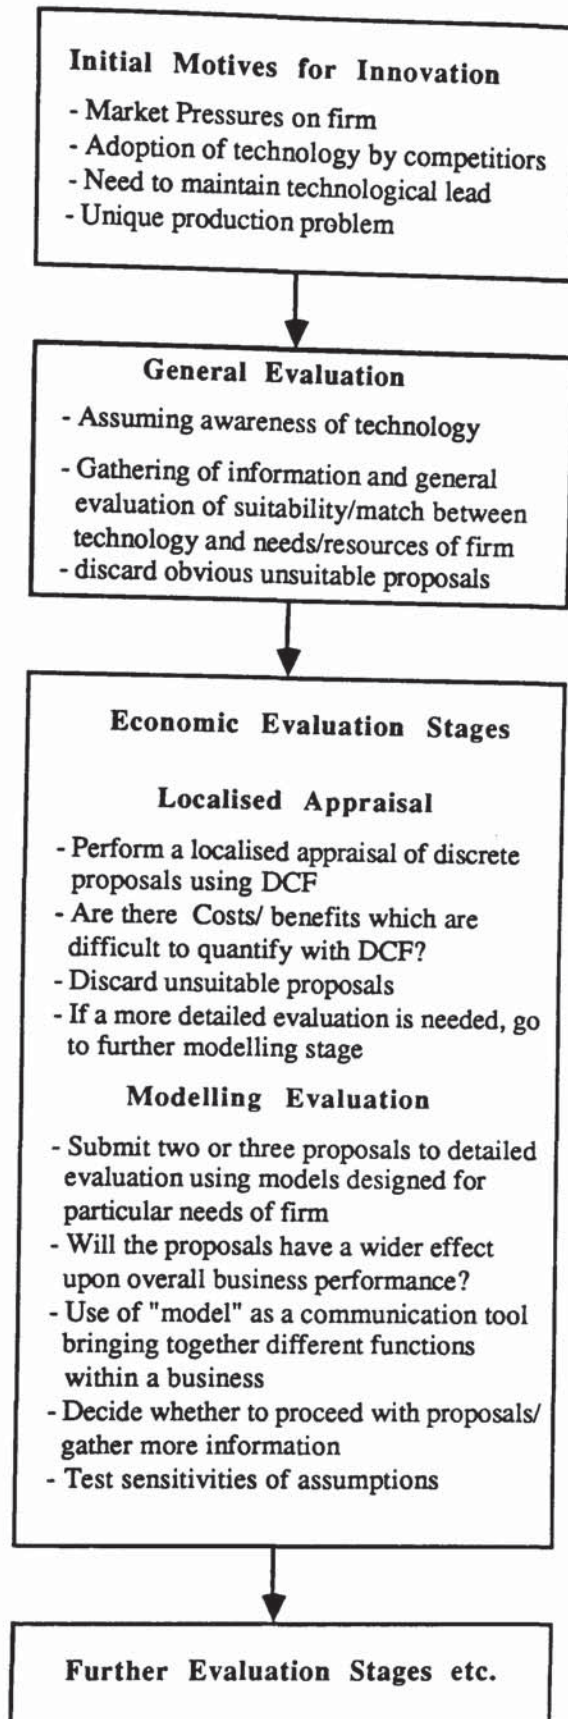 Initial Motives for Innovation
- Market Pressures on firm
- Adoption of technology by competitiors
- Need to maintain technological lead
- Unique production problem
General Evaluation
- Assuming awareness of technology
- Gathering of information and general
evaluation of suitability/match between
technology and needs/resources of firm
- discard obvious unsuitable proposals
Economic Evaluation Stages
Localised Appraisal
- Perform a localised appraisal of discrete
proposals using DCF
- Are there Costs/ benefits which are
difficult to quantify with DCF?
- Discard unsuitable proposals
- If a more detailed evaluation is needed, go
to further modelling stage
Modelling Evaluation
- Submit two or three proposals to detailed
evaluation using models designed for
particular needs of firm
- Will the proposals have a wider effect
upon overall business performance?
- Use of "model" as a communication tool
bringing together different functions
within a business
- Decide whether to proceed with proposals/
gather more information
- Test sensitivities of assumptions
Further Evaluation Stages etc.